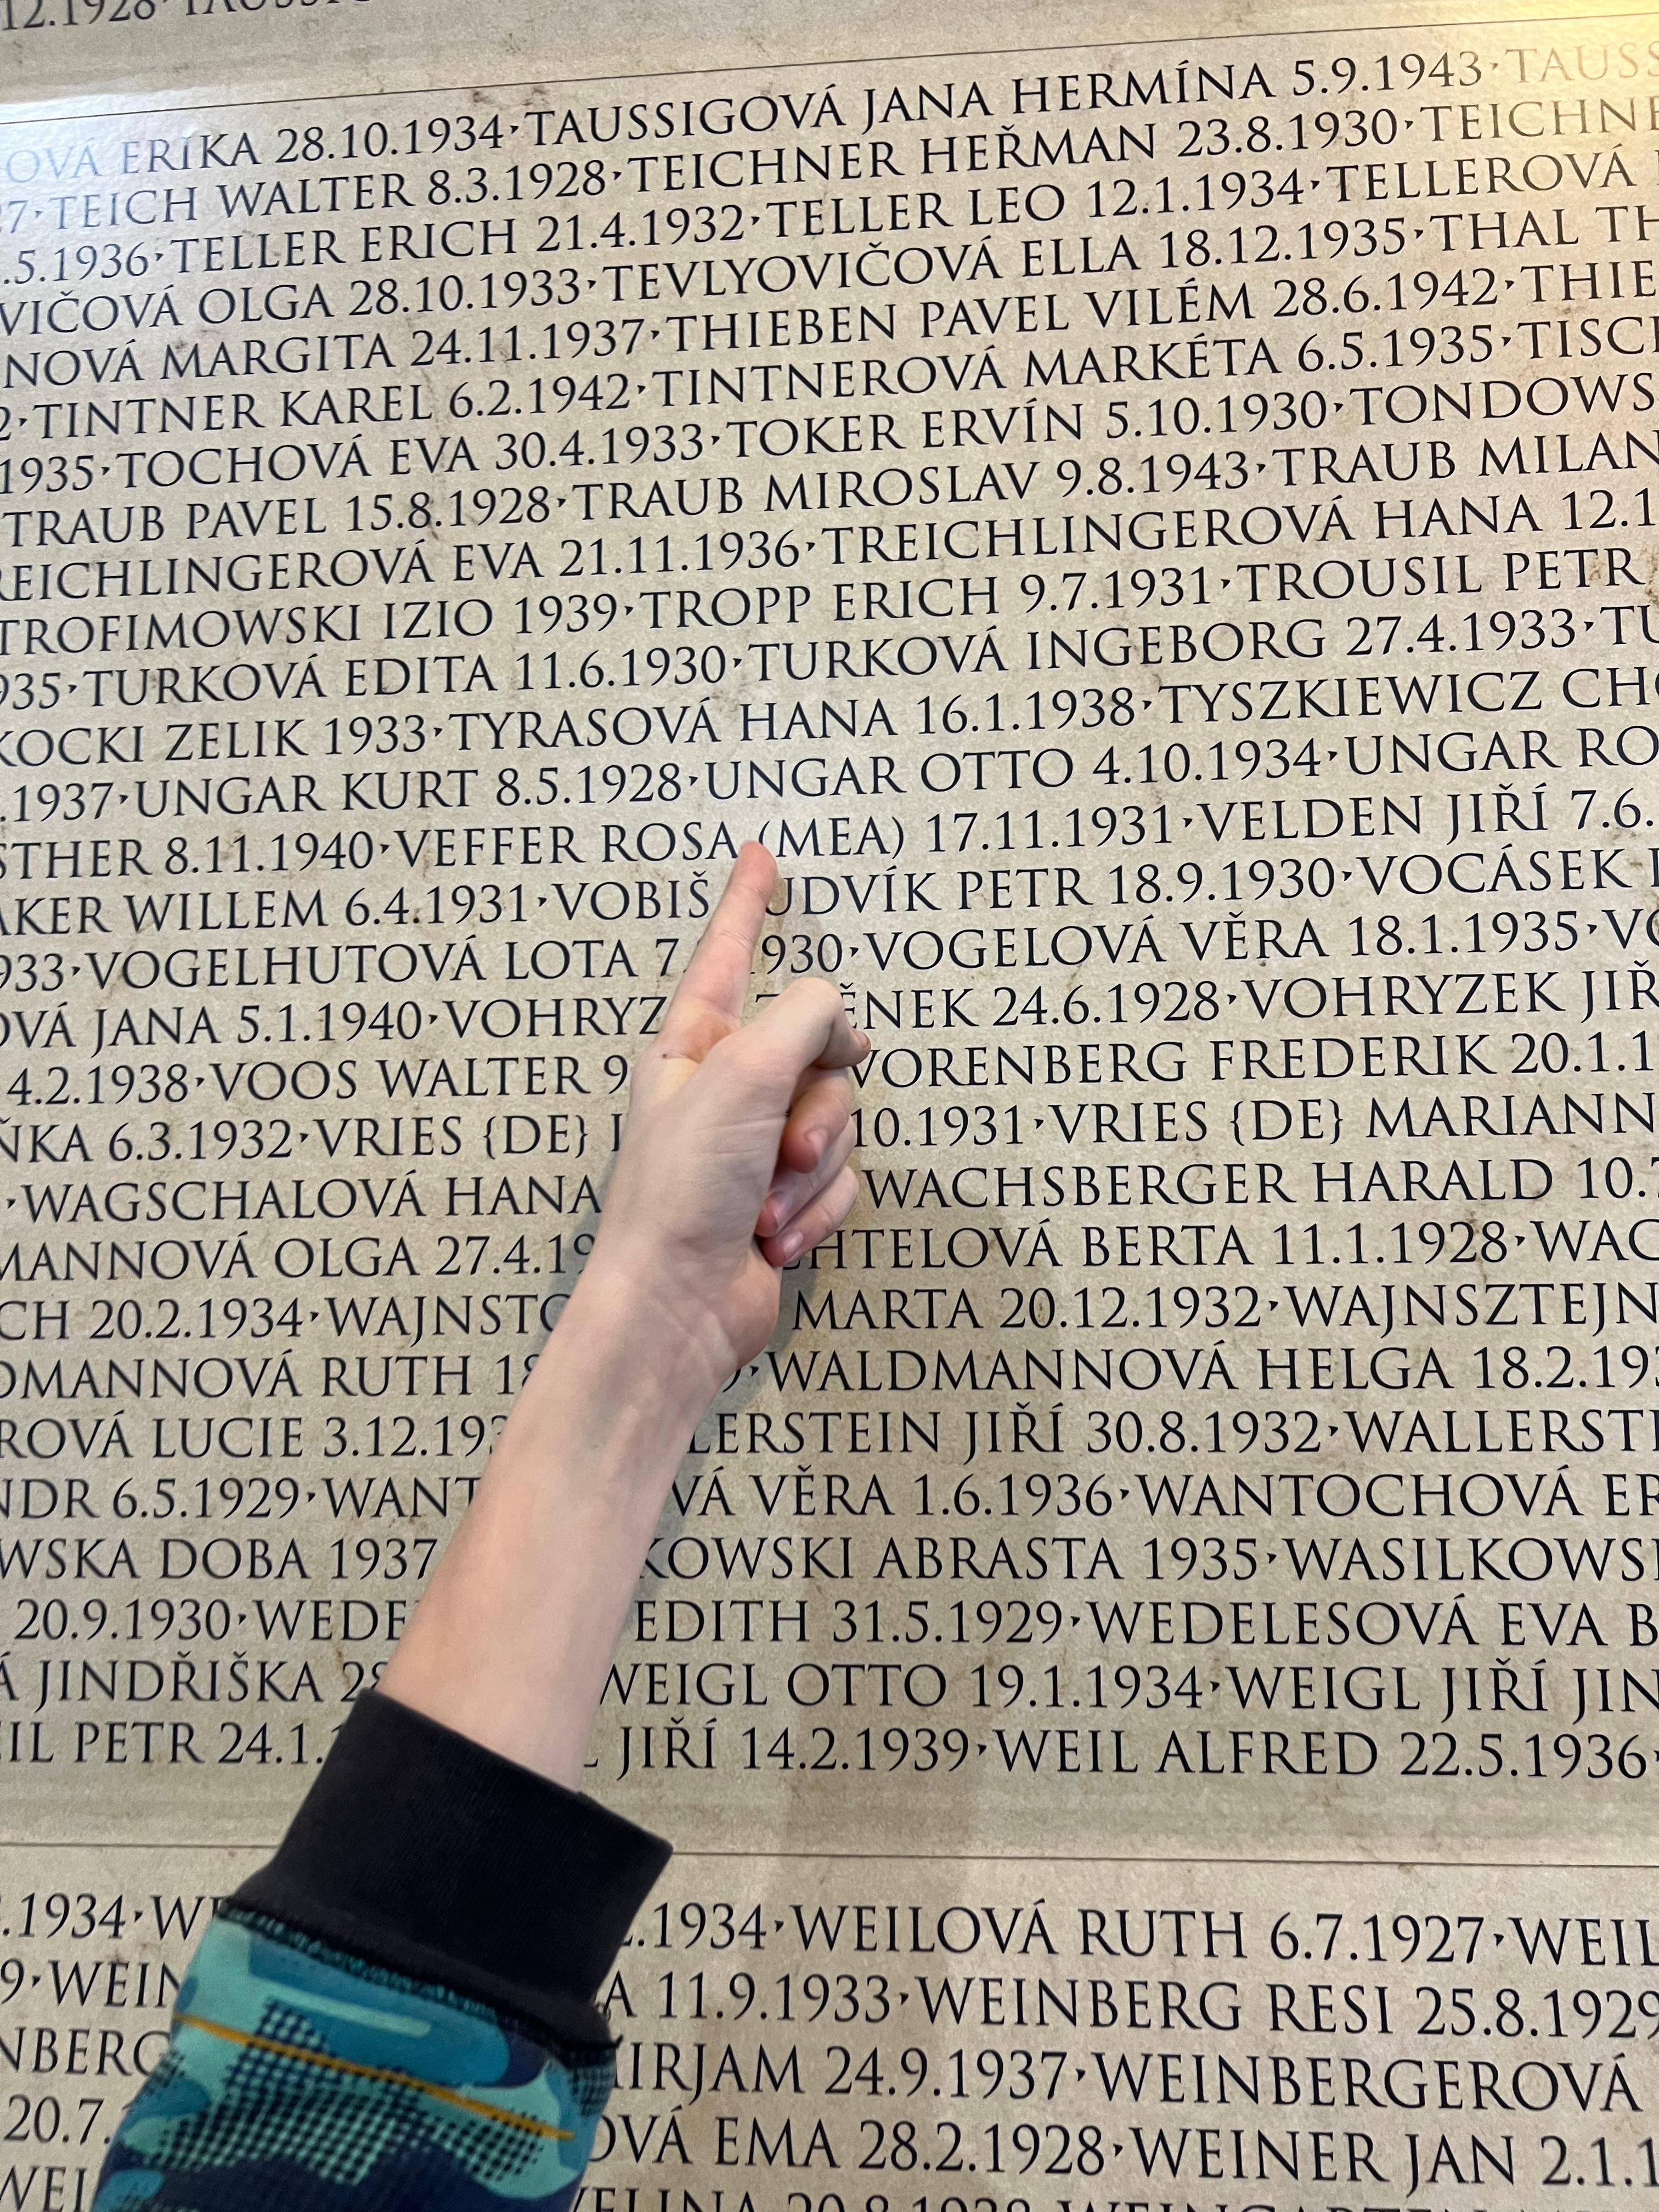 12.1928
OVÁ ERIKA 28.10.1934·TAUSSIGOVÁ JANA HERMÍNA 5.9.1943·
TEICH WALTER 8.3.1928·TEICHNER HEŘMAN 23.8.1930·
.5.1936·TELLER ERICH 21.4.1932·TELLER LEO 12.1.1934·TELLEROVÁ
VIČOVÁ OLGA 28.10.1933·TEVLYOVIČOVÁ ELLA 18.12.1935·THAL TH
NOVÁ MARGITA 24.11.1937·THIEBEN PAVEL VILÉM 28.6.1942·THIE
2·TINTNER KAREL 6.2.1942·TINTNEROVÁ MARKÉTA 6.5.1935·TISC
1935·TOCHOVÁ EVA 30.4.1933·TOKER ERVÍN 5.10.1930·TONDOWS
TRAUB PAVEL 15.8.1928·TRAUB MIROSLAV 9.8.1943·TRAUB MILAN
REICHLINGEROVÁ EVA 21.11.1936·TREICHLINGEROVÁ HANA 12.1
TROFIMOWSKI IZIO 1939·TROPP ERICH 9.7.1931·TROUSIL PETR
935·TURKOVÁ EDITA 11.6.1930·TURKOVÁ INGEBORG 27.4.1933·TU
KOCKI ZELIK 1933·TYRASOVÁ HANA 16.1.1938·TYSZKIEWICZ CH
.1937·UNGAR KURT 8.5.1928·UNGAR OTTO 4.10.1934·UNGAR RO
STHER 8.11.1940·VEFFER ROSA (MEA) 17.11.1931·VELDEN JIŘÍ 7.6.
AKER WILLEM 6.4.1931·VOBIŠ UDVÍK PETR 18.9.1930·VOCÁSEK
933·VOGELHUTOVÁ LOTA 7. 1930·VOGELOVÁ VĚRA 18.1.1935·VO
OVÁ JANA 5.1.1940·VOHRYZ ĚNEK 24.6.1928·VOHRYZEK JIŘ
4.2.1938·VOOS WALTER 9 VORENBERG FREDERIK 20.1.1
ŇKA 6.3.1932·VRIES {DE} 10.1931·VRIES {DE} MARIANN
·WAGSCHALOVÁ HANA WACHSBERGER HARALD 10.7
MANNOVÁ OLGA 27.4.19 HTELOVÁ BERTA 11.1.1928·WAC
CH 20.2.1934·WAJNSTO MARTA 20.12.1932·WAJNSZTEJN
DMANNOVÁ RUTH 18 ·WALDMANNOVÁ HELGA 18.2.193
ROVÁ LUCIE 3.12.193 LERSTEIN JIŘÍ 30.8.1932·WALLERSTE
NDR 6.5.1929·WANT VÁ VĚRA 1.6.1936·WANTOCHOVÁ ER
WSKA DOBA 1937 KOWSKI ABRASTA 1935·WASILKOWS
20.9.1930·WEDE EDITH 31.5.1929·WEDELESOVÁ EVA B
Á JINDŘIŠKA 28 WEIGL OTTO 19.1.1934·WEIGL JIŘÍ JIN
EIL PETR 24.1. L JIŘÍ 14.2.1939·WEIL ALFRED 22.5.1936·
.1934·WE .1934·WEILOVÁ RUTH 6.7.1927·WEIL
9·WEIN A 11.9.1933·WEINBERG RESI 25.8.1929
NBERG MIRJAM 24.9.1937·WEINBERGEROVÁ
20.7. OVÁ EMA 28.2.1928·WEINER JAN 2.1.1
WEI